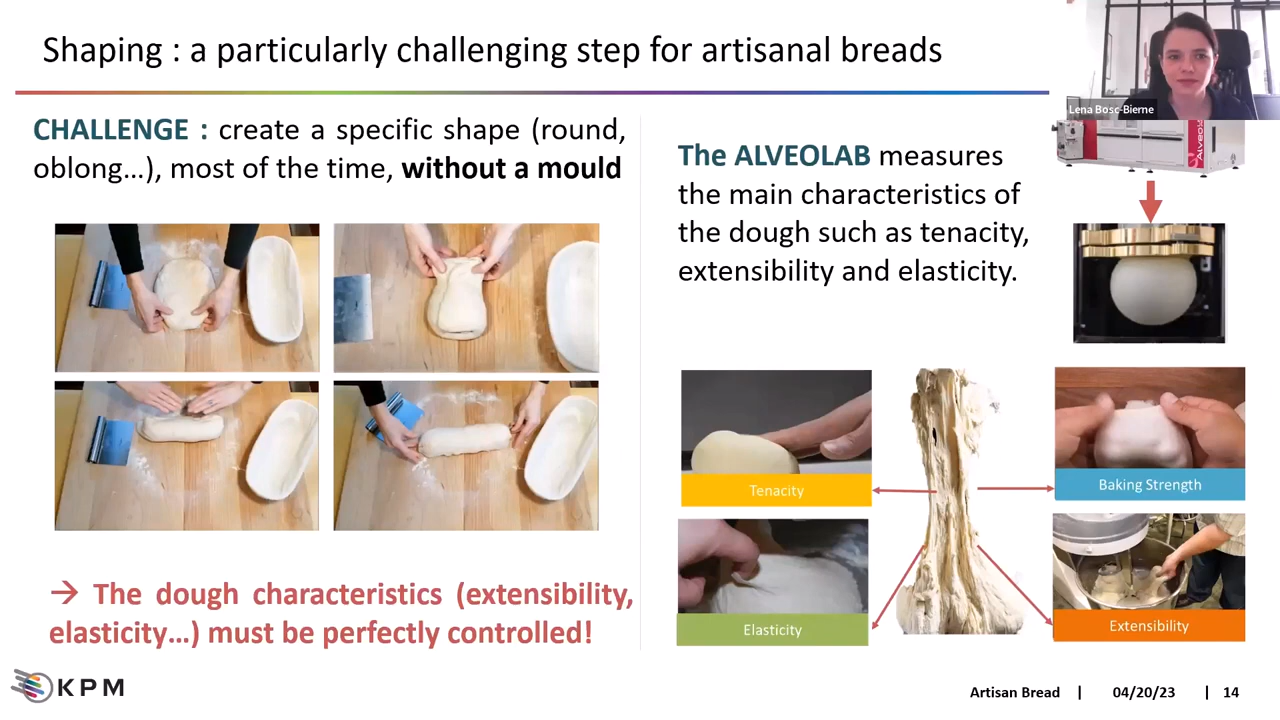 Shaping : a particularly challenging step for artisanal breads
Lena Bosc-Bierne
CHALLENGE : create a specific shape (round,
oblong...), most of the time, without a mould
The ALVEOLAB measures
the main characteristics of
the dough such as tenacity,
extensibility and elasticity.
Tenacity
Baking Strength
Elasticity
Extensibility
→ The dough characteristics (extensibility,
elasticity...) must be perfectly controlled!
KPM
Artisan Bread | 04/20/23 | 14